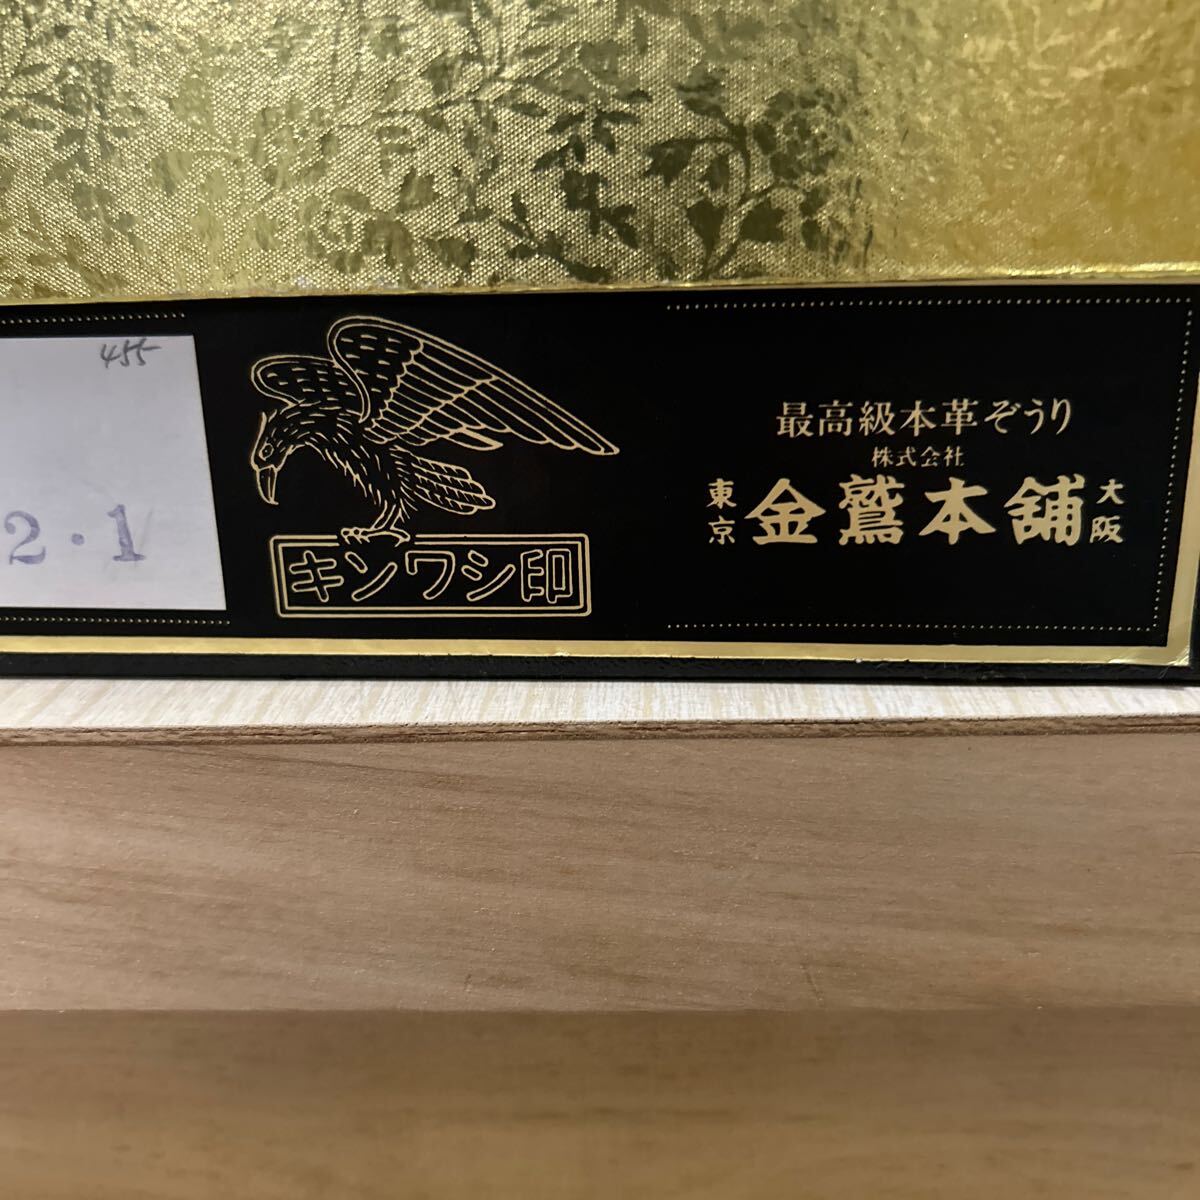 455
2・1
キンワシ印
最高級本革ぞうり
株式会社
東京 金鷲本舗 大阪